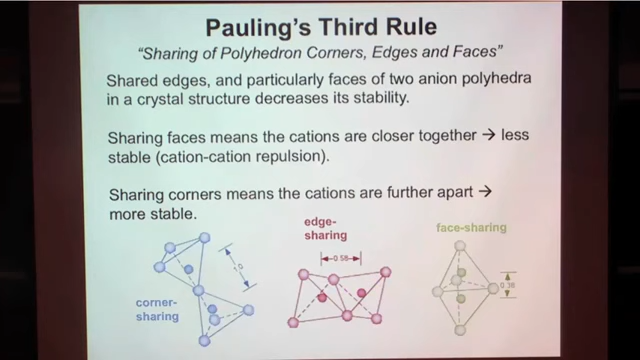 Pauling's Third Rule
"Sharing of Polyhedron Corners, Edges and Faces"
Shared edges, and particularly faces of two anion polyhedra
in a crystal structure decreases its stability.
Sharing faces means the cations are closer together → less
stable (cation-cation repulsion).
Sharing corners means the cations are further apart →
more stable.
edge-
sharing
face-sharing
0.58
0.38
corner-
sharing